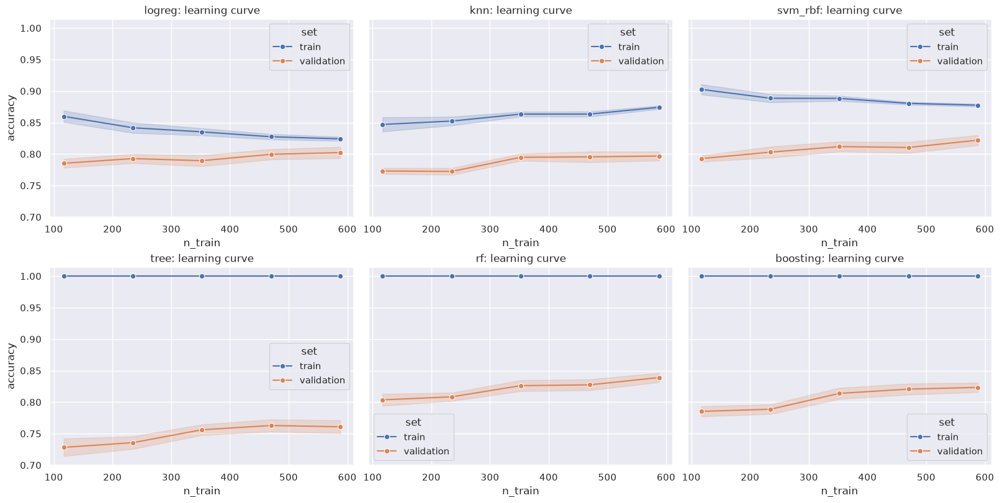 logreg: learning curve
knn: learning curve
svm_rbf: learning curve
accuracy
1.00
0.95
0.90
0.85
0.80
0.75
0.70
set
train
validation
set
train
validation
set
train
validation
100 200 300 400 500 600
100 200 300 400 500 600
100 200 300 400 500 600
n_train
n_train
n_train
tree: learning curve
rf: learning curve
boosting: learning curve
accuracy
1.00
0.95
0.90
0.85
0.80
0.75
0.70
set
train
validation
set
train
validation
set
train
validation
100 200 300 400 500 600
100 200 300 400 500 600
100 200 300 400 500 600
n_train
n_train
n_train